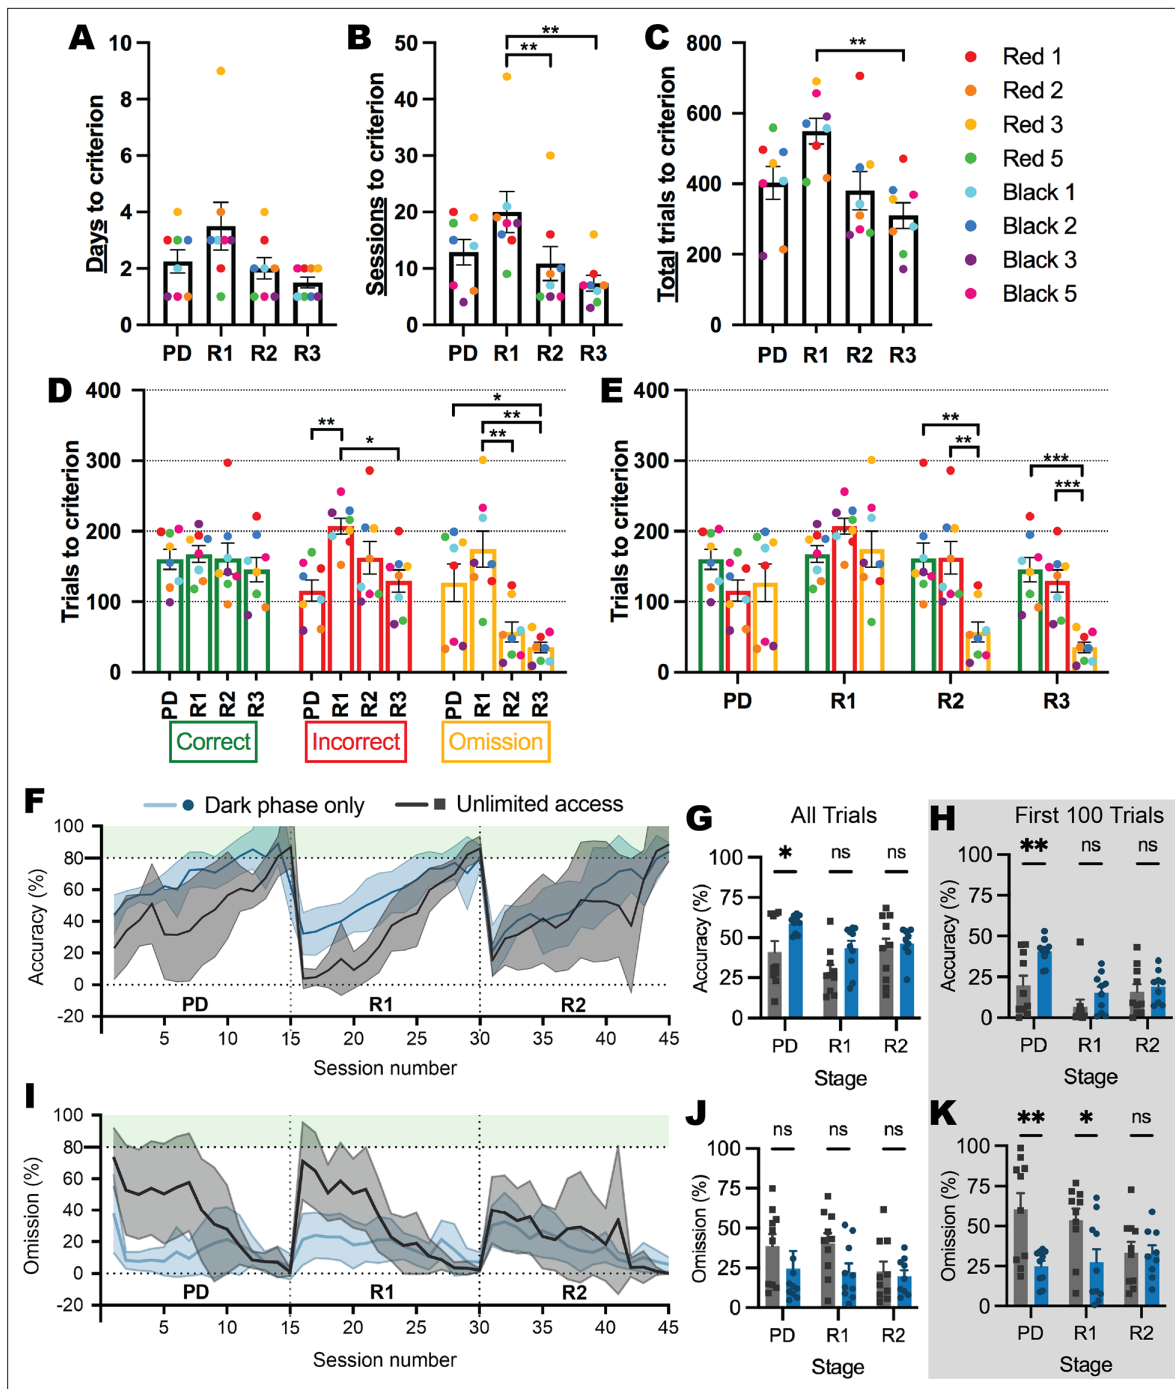 A
B
C
Days to criterion
10
8
6
4
2
0
PD R1 R2 R3
Sessions to criterion
50
40
30
20
10
0
**
**
PD R1 R2 R3
Total trials to criterion
800
600
400
200
0
**
PD R1 R2 R3
Red 1
Red 2
Red 3
Red 5
Black 1
Black 2
Black 3
Black 5
D
Trials to criterion
400
300
200
100
0
**
*
*
**
**
PD R1 R2 R3 PD R1 R2 R3 PD R1 R2 R3
Correct Incorrect Omission
E
Trials to criterion
400
300
200
100
0
**
**
***
***
PD R1 R2 R3
F
Dark phase only Unlimited access
Accuracy (%)
100
80
60
40
20
0
-20
PD R1 R2
5 10 15 20 25 30 35 40 45
Session number
G
All Trials
Accuracy (%)
100
75
50
25
0
* ns ns
PD R1 R2
Stage
H
First 100 Trials
Accuracy (%)
100
75
50
25
0
** ns ns
PD R1 R2
Stage
I
Omission (%)
100
80
60
40
20
0
-20
PD R1 R2
5 10 15 20 25 30 35 40 45
Session number
J
Omission (%)
100
75
50
25
0
ns ns ns
PD R1 R2
Stage
K
Omission (%)
100
75
50
25
0
** * ns
PD R1 R2
Stage